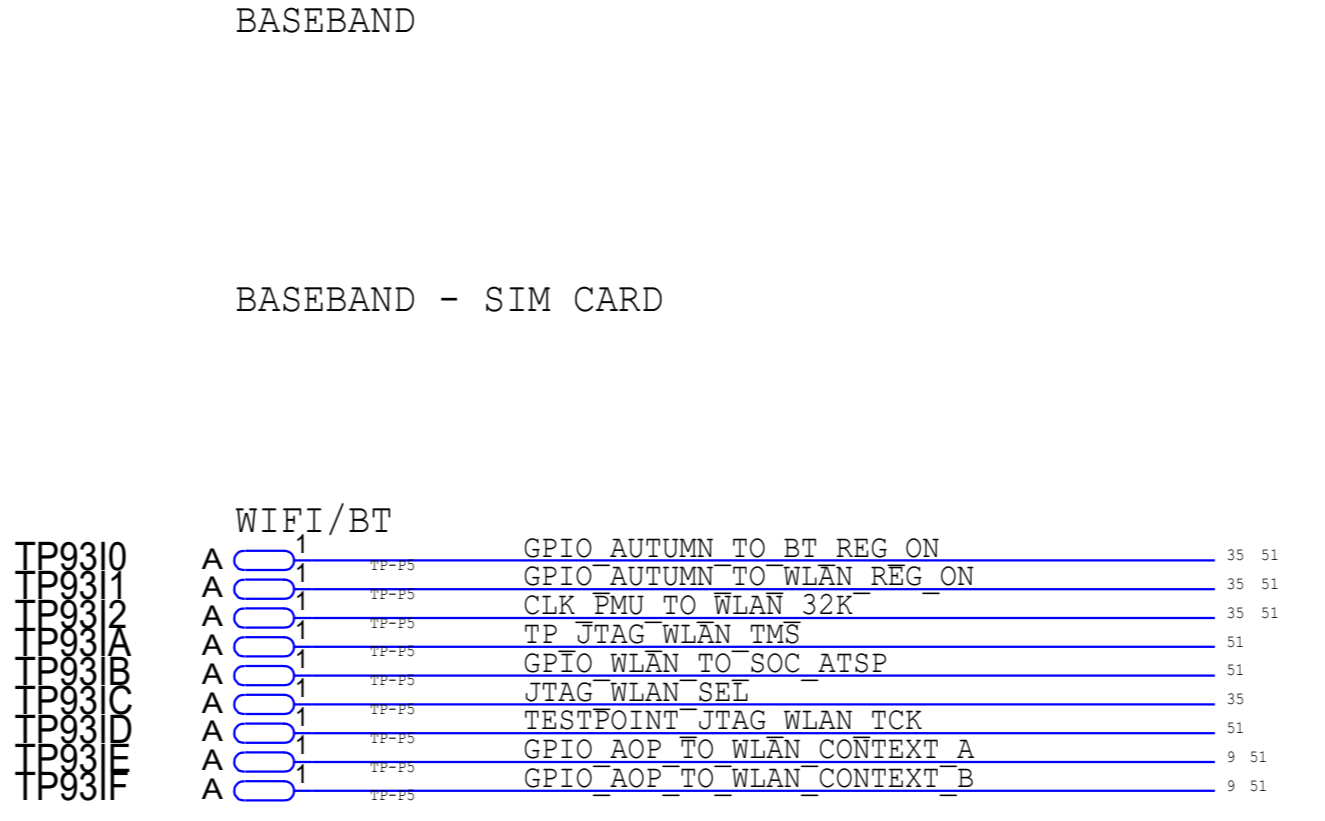 BASEBAND
BASEBAND - SIM CARD
WIFI/BT
TP93I0 A 1 TP-P5 GPIO_AUTUMN_TO_BT_REG_ON 35 51
TP93I1 A 1 TP-P5 GPIO_AUTUMN_TO_WLAN_REG_ON 35 51
TP93I2 A 1 TP-P5 CLK_PMU_TO_WLAN_32K 35 51
TP93IA A 1 TP-P5 TP_JTAG_WLAN_TMS 51
TP93IB A 1 TP-P5 GPIO_WLAN_TO_SOC_ATSP 51
TP93IC A 1 TP-P5 JTAG_WLAN_SEL 35
TP93ID A 1 TP-P5 TESTPOINT_JTAG_WLAN_TCK 51
TP93IE A 1 TP-P5 GPIO_AOP_TO_WLAN_CONTEXT_A 9 51
TP93IF A 1 TP-P5 GPIO_AOP_TO_WLAN_CONTEXT_B 9 51